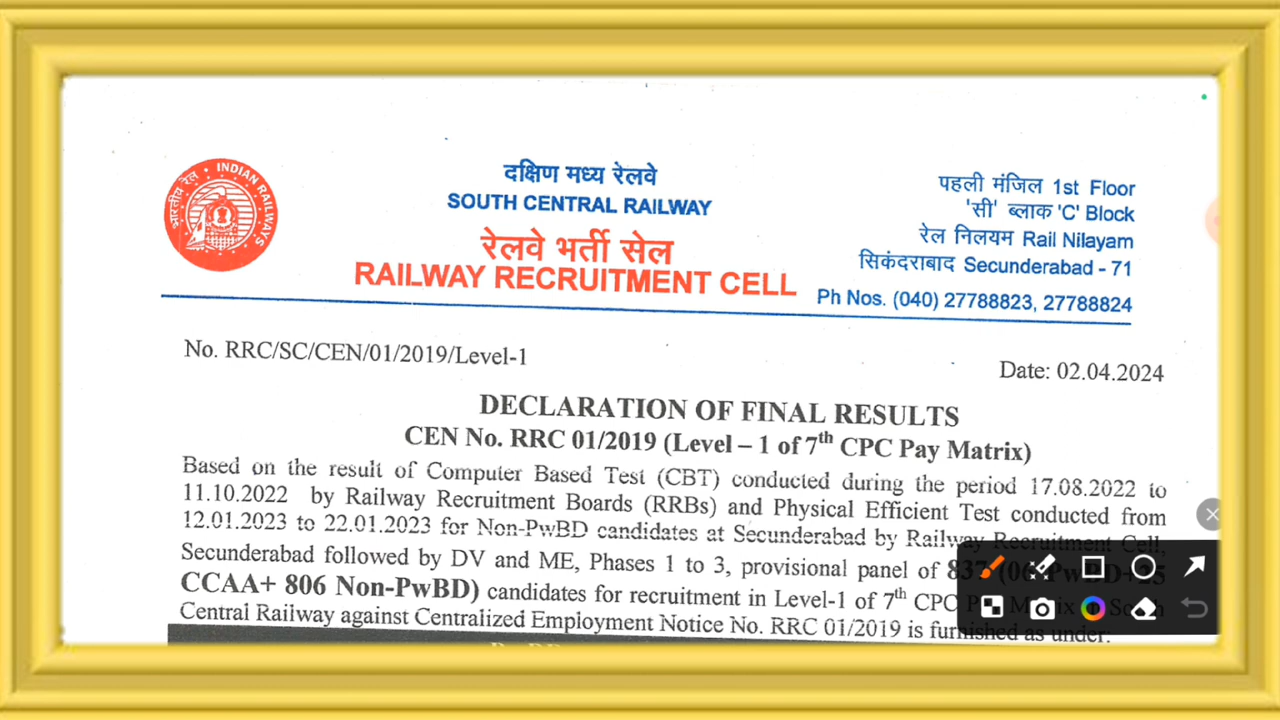 भारतीय रेल • INDIAN RAILWAYS
दक्षिण मध्य रेलवे
SOUTH CENTRAL RAILWAY
रेलवे भर्ती सेल
RAILWAY RECRUITMENT CELL
पहली मंजिल 1st Floor
'सी' ब्लाक 'C' Block
रेल निलयम Rail Nilayam
सिकंदराबाद Secunderabad - 71
Ph Nos. (040) 27788823, 27788824
No. RRC/SC/CEN/01/2019/Level-1
Date: 02.04.2024
DECLARATION OF FINAL RESULTS
CEN No. RRC 01/2019 (Level – 1 of 7th CPC Pay Matrix)
Based on the result of Computer Based Test (CBT) conducted during the period 17.08.2022 to
11.10.2022 by Railway Recruitment Boards (RRBs) and Physical Efficient Test conducted from
12.01.2023 to 22.01.2023 for Non-PwBD candidates at Secunderabad by Railway Recruitment Cell,
Secunderabad followed by DV and ME, Phases 1 to 3, provisional panel of 837
CCAA+ 806 Non-PwBD) candidates for recruitment in Level-1 of 7th CPC
Central Railway against Centralized Employment Notice No. RRC 01/2019 is furnished as under: